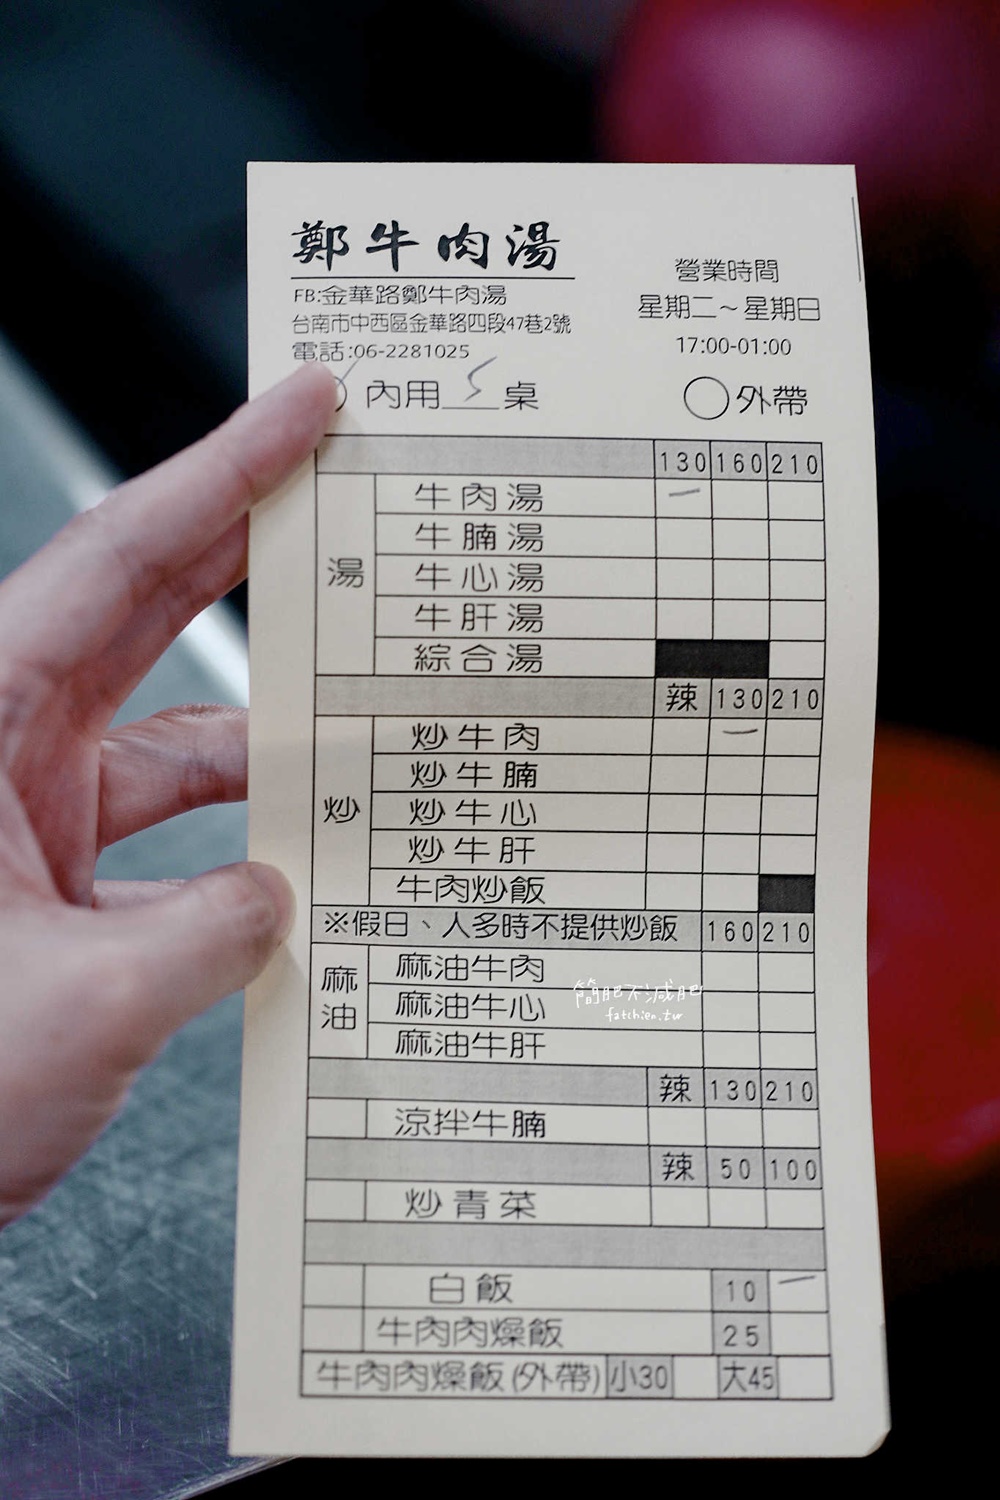 鄭牛肉湯
FB:金華路鄭牛肉湯
台南市中西區金華路四段47巷2號
電話:06-2281025
營業時間
星期二～星期日
17:00-01:00
內用 5 桌
外帶
130 160 210
湯
牛肉湯 一
牛腩湯
牛心湯
牛肝湯
綜合湯
辣 130 210
炒
炒牛肉 一
炒牛腩
炒牛心
炒牛肝
牛肉炒飯
※假日、人多時不提供炒飯 160 210
麻油
麻油牛肉
麻油牛心
麻油牛肝
辣 130 210
涼拌牛腩
辣 50 100
炒青菜
白飯 10 一
牛肉肉燥飯 25
牛肉肉燥飯(外帶) 小30 大45
簡肥不減肥
fatchien.tw